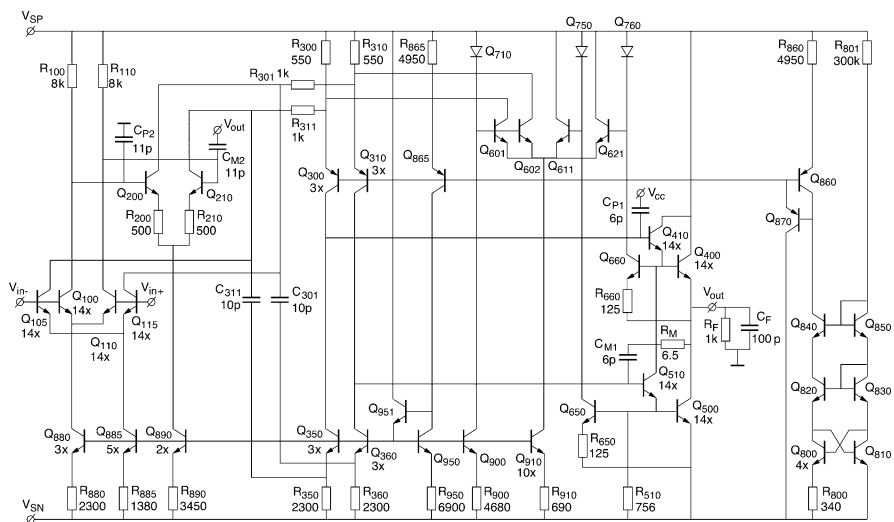 V_SP
Q_750 Q_760
R_300 550
R_310 550
R_865 4950
Q_710
R_860 4950
R_801 300k
R_100 8k
R_110 8k
R_301 1k
C_P2 11p
V_out
C_M2 11p
R_311 1k
Q_601
Q_602
Q_611
Q_621
Q_300 3x
Q_310 3x
Q_865
Q_860
Q_200
Q_210
C_P1 6p
V_cc
Q_870
R_200 500
R_210 500
Q_410 14x
Q_660
Q_400 14x
V_in-
Q_100 14x
V_in+
C_311 10p
C_301 10p
R_660 125
V_out
Q_105 14x
Q_115 14x
Q_110 14x
R_M 6.5
C_M1 6p
R_F 1k
C_F 100 p
Q_840
Q_850
Q_510 14x
Q_820
Q_830
Q_951
Q_650
Q_500 14x
Q_880 3x
Q_885 5x
Q_890 2x
Q_350 3x
Q_360 3x
Q_950
Q_900
Q_910 10x
R_650 125
Q_800 4x
Q_810
R_880 2300
R_885 1380
R_890 3450
R_350 2300
R_360 2300
R_950 6900
R_900 4680
R_910 690
R_510 756
R_800 340
V_SN